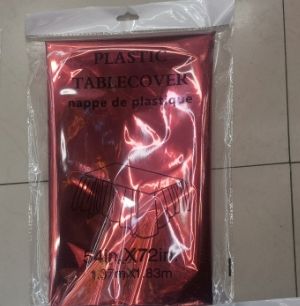 PLASTIC
TABLECOVER
nappe de plastique
54in.X72in.
1.37mX1.83m